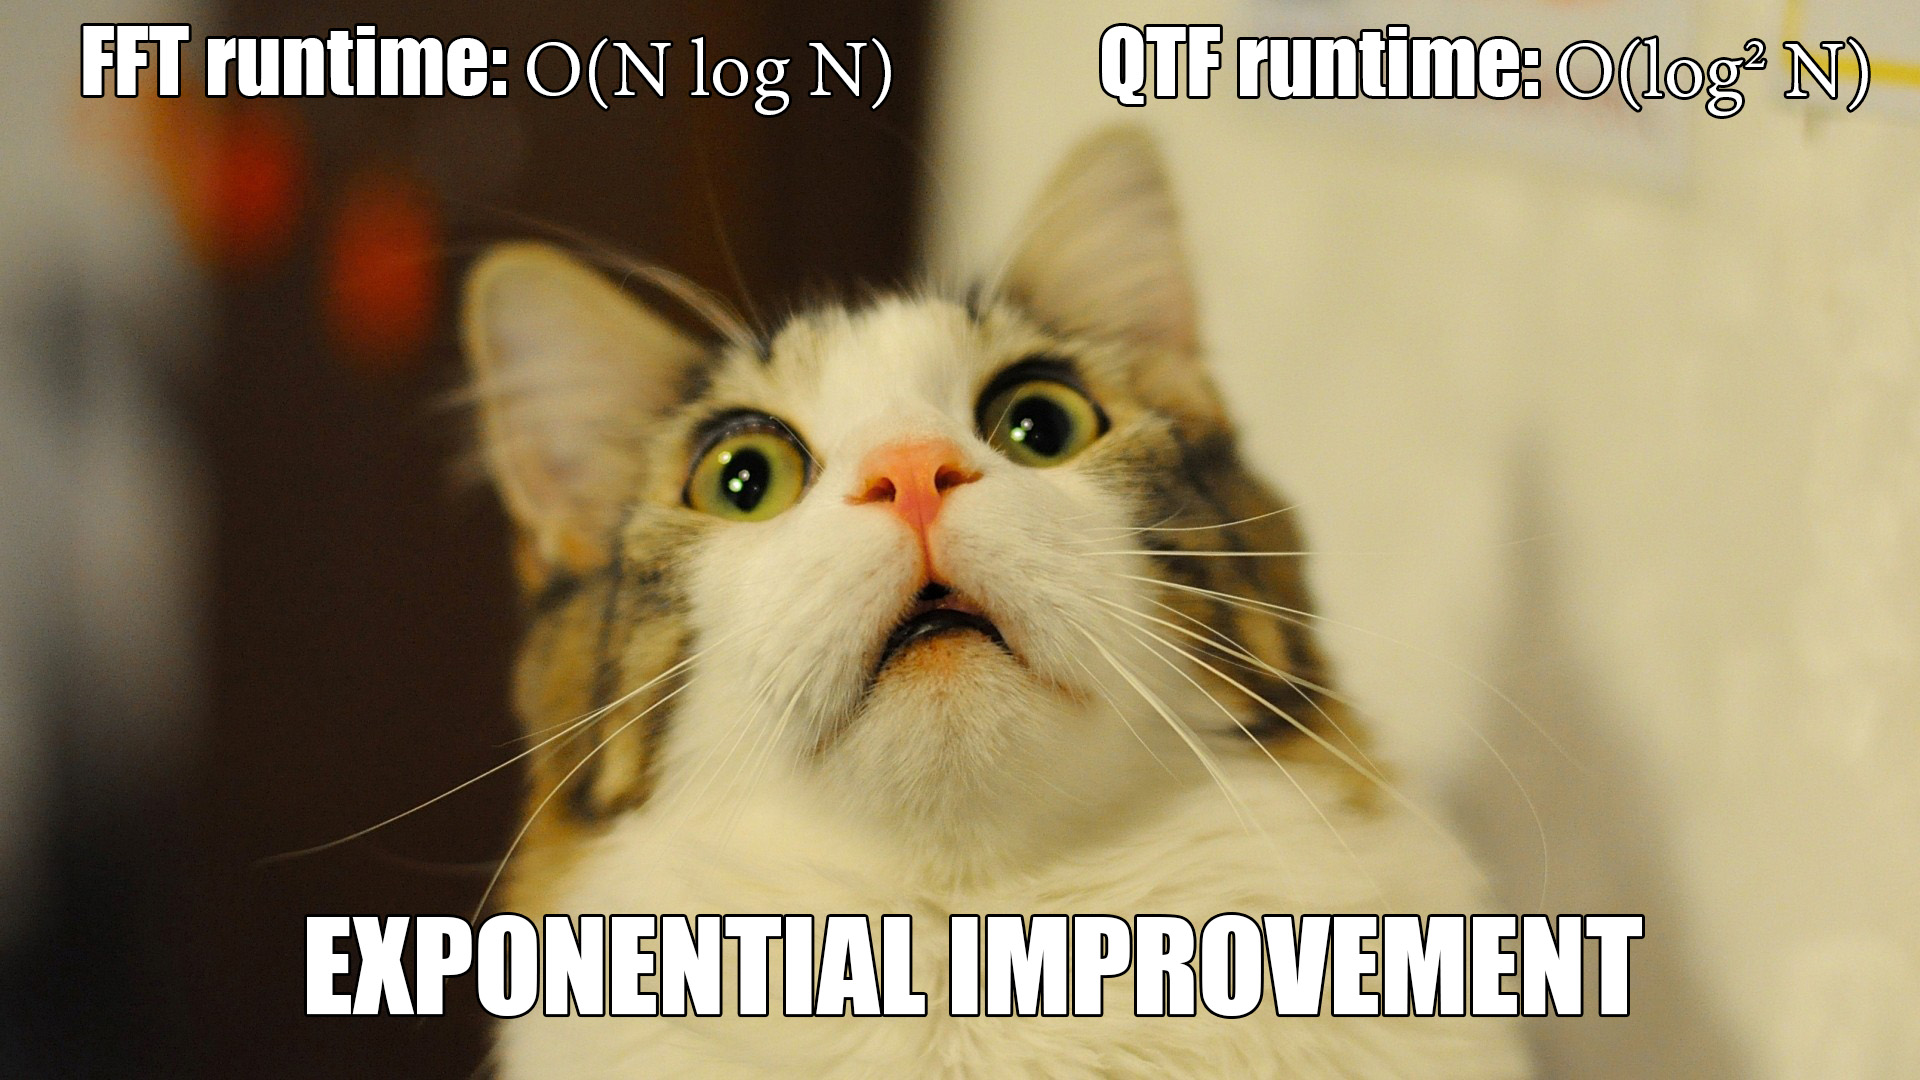 FFT runtime: O(N log N)
QTF runtime: O(log² N)
EXPONENTIAL IMPROVEMENT